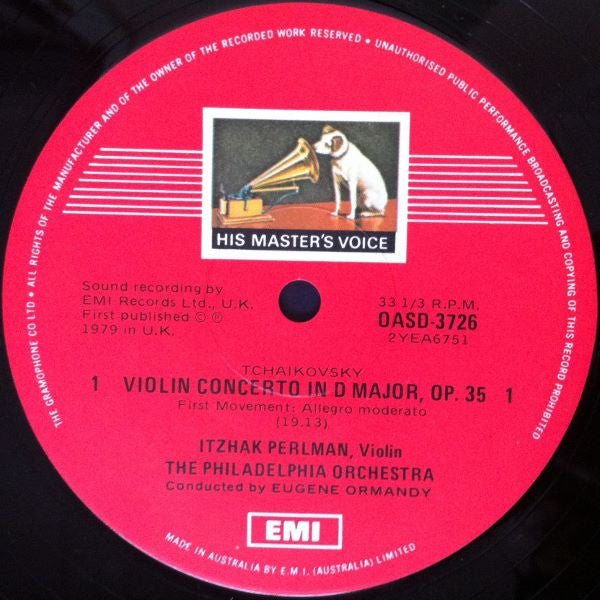 THE GRAMOPHONE CO LTD • ALL RIGHTS OF THE MANUFACTURER AND OF THE OWNER OF THE RECORDED WORK RESERVED • UNAUTHORISED PUBLIC PERFORMANCE BROADCASTING AND COPYING OF THIS RECORD PROHIBITED
HIS MASTER'S VOICE
Sound recording by
EMI Records Ltd., U.K.
First published © ℗
1979 in U.K.
33 1/3 R.P.M.
OASD-3726
2YEA6751
TCHAIKOVSKY
1 VIOLIN CONCERTO IN D MAJOR, OP. 35 1
First Movement: Allegro moderato
(19.13)
ITZHAK PERLMAN, Violin
THE PHILADELPHIA ORCHESTRA
Conducted by EUGENE ORMANDY
EMI
MADE IN AUSTRALIA BY E.M.I. (AUSTRALIA) LIMITED